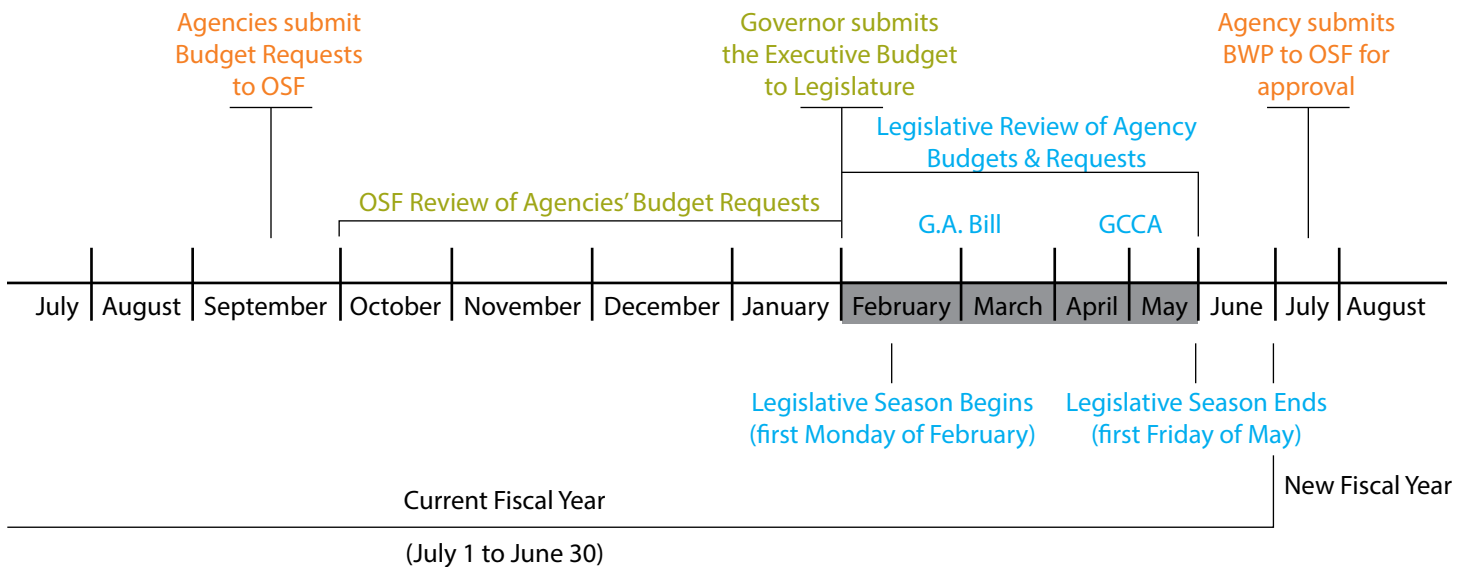 Agencies submit
Budget Requests
to OSF
Governor submits
the Executive Budget
to Legislature
Agency submits
BWP to OSF for
approval
Legislative Review of Agency
Budgets & Requests
OSF Review of Agencies' Budget Requests
G.A. Bill
GCCA
July August September October November December January February March April May June July August
Legislative Season Begins
(first Monday of February)
Legislative Season Ends
(first Friday of May)
Current Fiscal Year
(July 1 to June 30)
New Fiscal Year